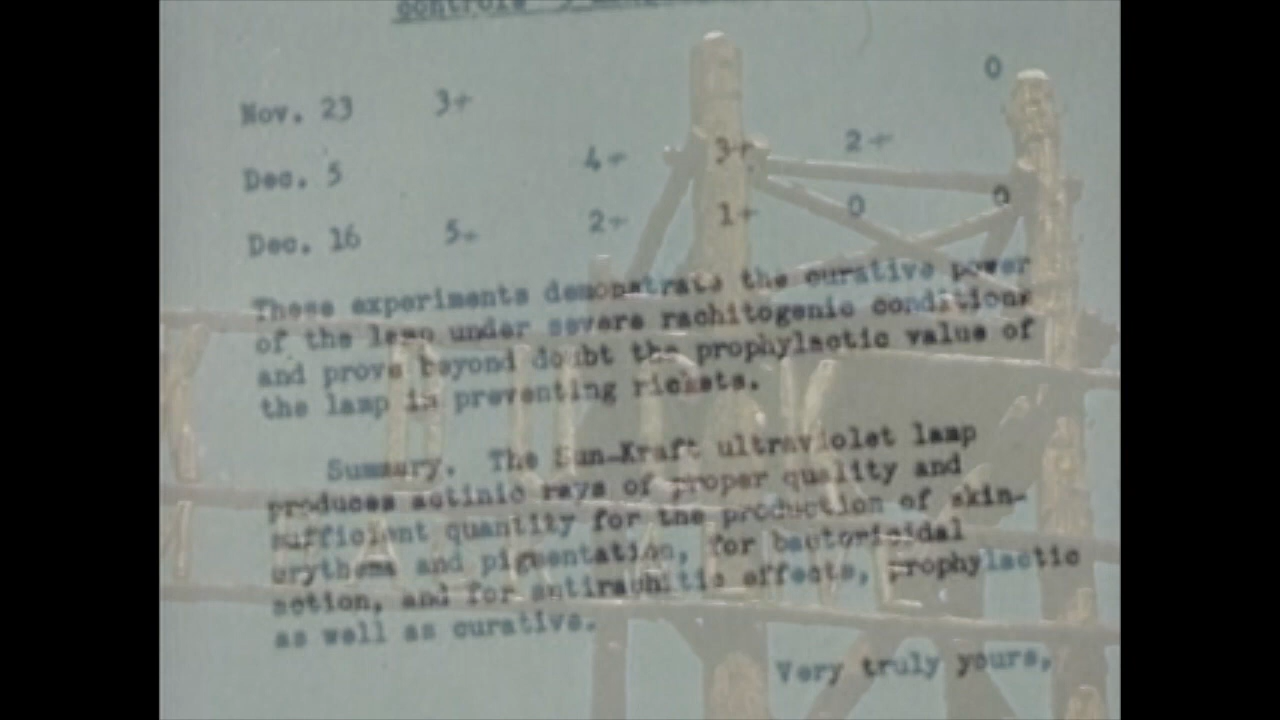 controls
0
Nov. 23 3+
Dec. 5 4+ 3+ 2+
Dec. 16 5+ 2+ 1+ 0 0
These experiments demonstrate the curative power
of the lamp under severe rachitogenic conditions
and prove beyond doubt the prophylactic value of
the lamp in preventing rickets.
Summary. The Sun-Kraft ultraviolet lamp
produces actinic rays of proper quality and
sufficient quantity for the production of skin-
erythema and pigmentation, for bactericidal
action, and for antirachitic effects, prophylactic
as well as curative.
Very truly yours,